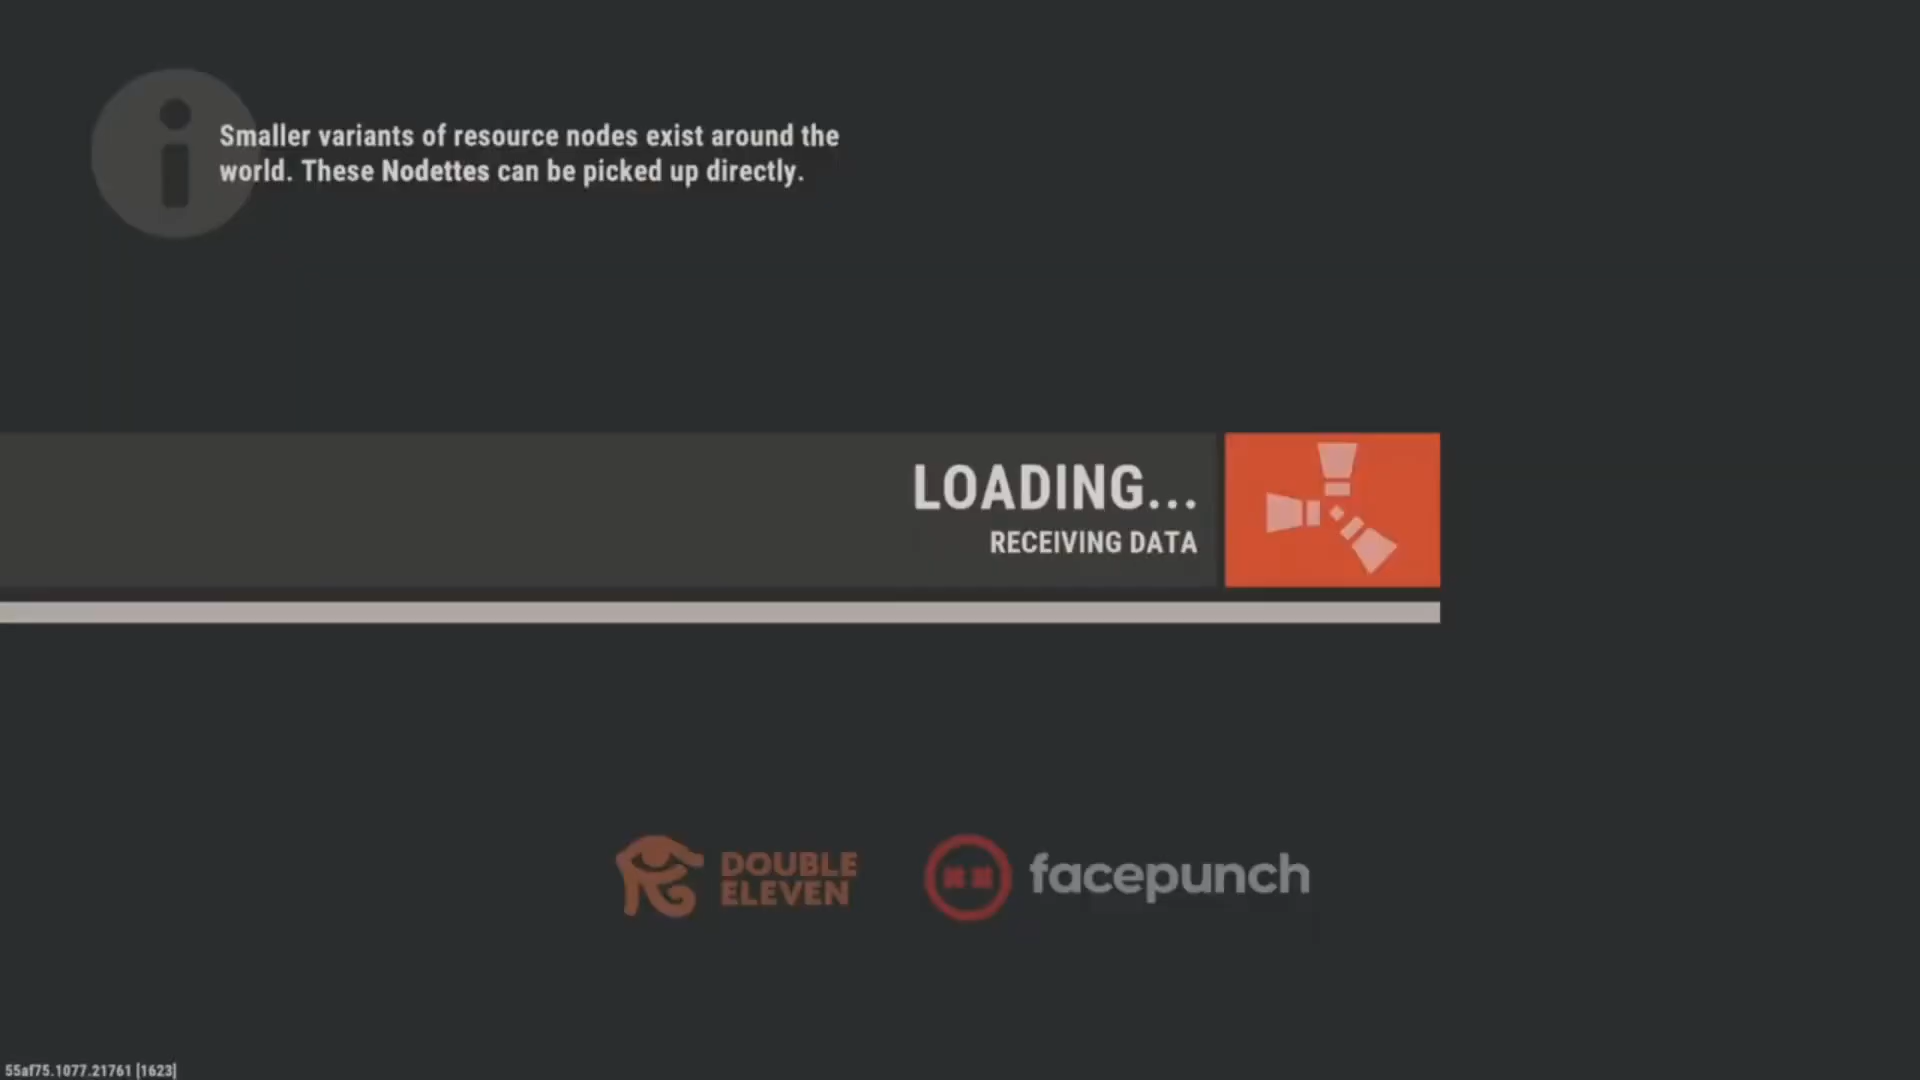 Smaller variants of resource nodes exist around the
world. These Nodettes can be picked up directly.
LOADING...
RECEIVING DATA
DOUBLE
ELEVEN
facepunch
55af75.1077.21761 [1623]